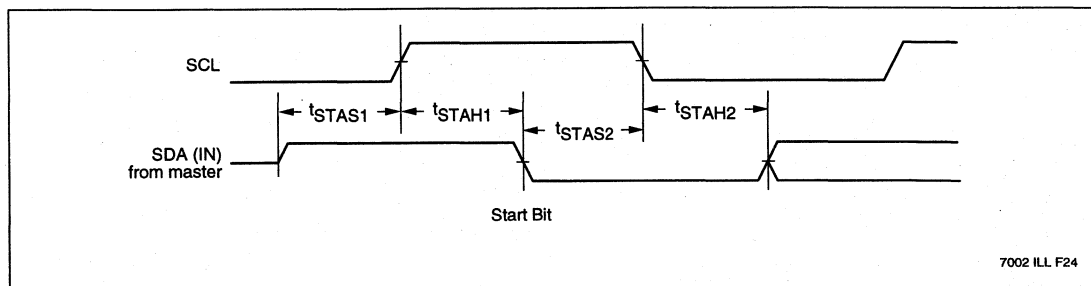 SCL
tSTAS1
tSTAH1
tSTAS2
tSTAH2
SDA (IN)
from master
Start Bit
7002 ILL F24